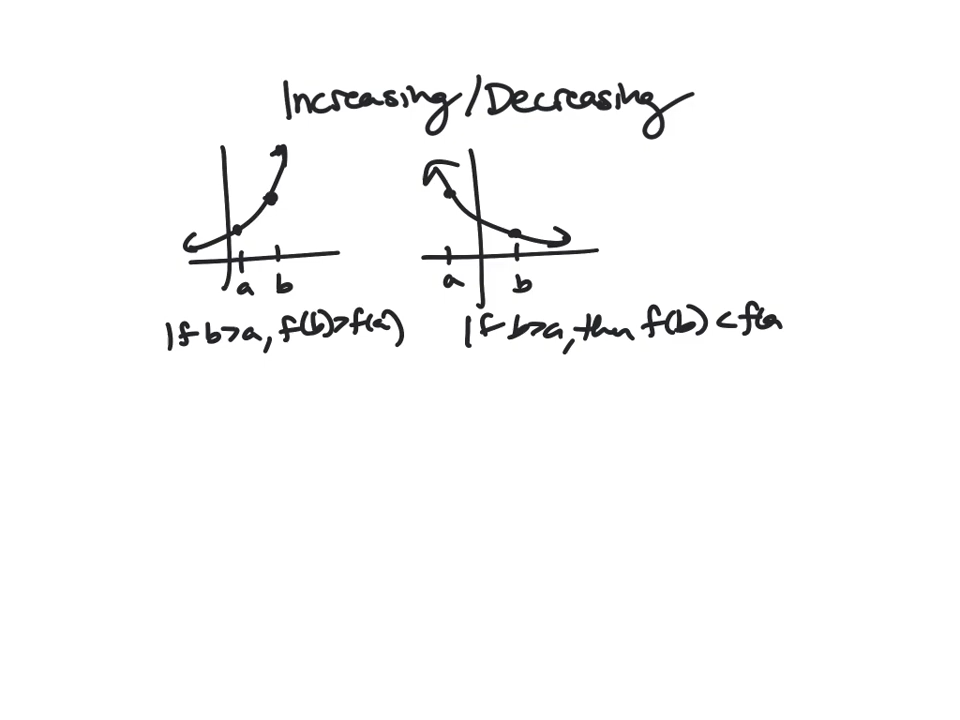 Increasing/Decreasing
a b
a b
If b>a, f(b)>f(a)
If b>a, then f(b) < f(a